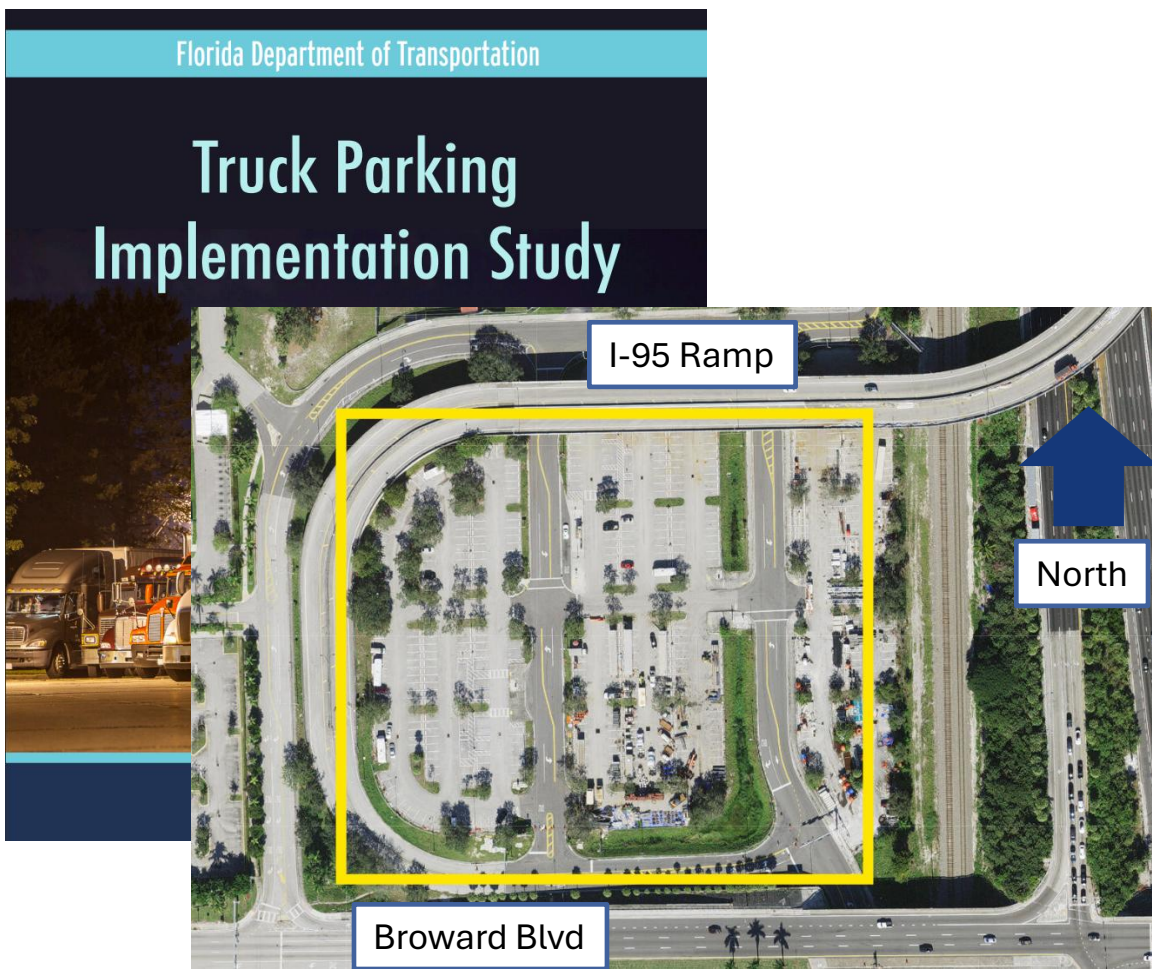 Florida Department of Transportation
Truck Parking
Implementation Study
I-95 Ramp
North
Broward Blvd